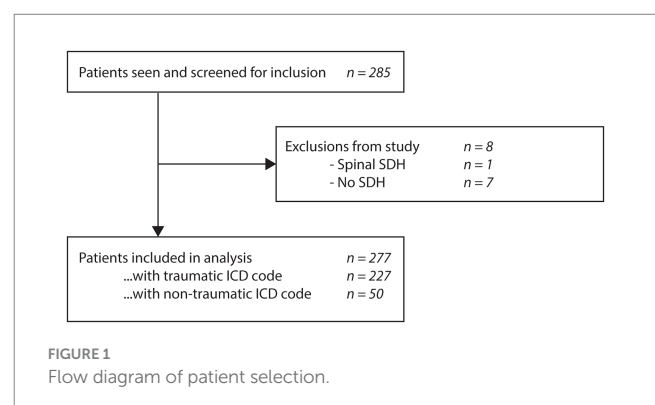 Patients seen and screened for inclusion n = 285
Exclusions from study n = 8
- Spinal SDH n = 1
- No SDH n = 7
Patients included in analysis n = 277
...with traumatic ICD code n = 227
...with non-traumatic ICD code n = 50
FIGURE 1
Flow diagram of patient selection.